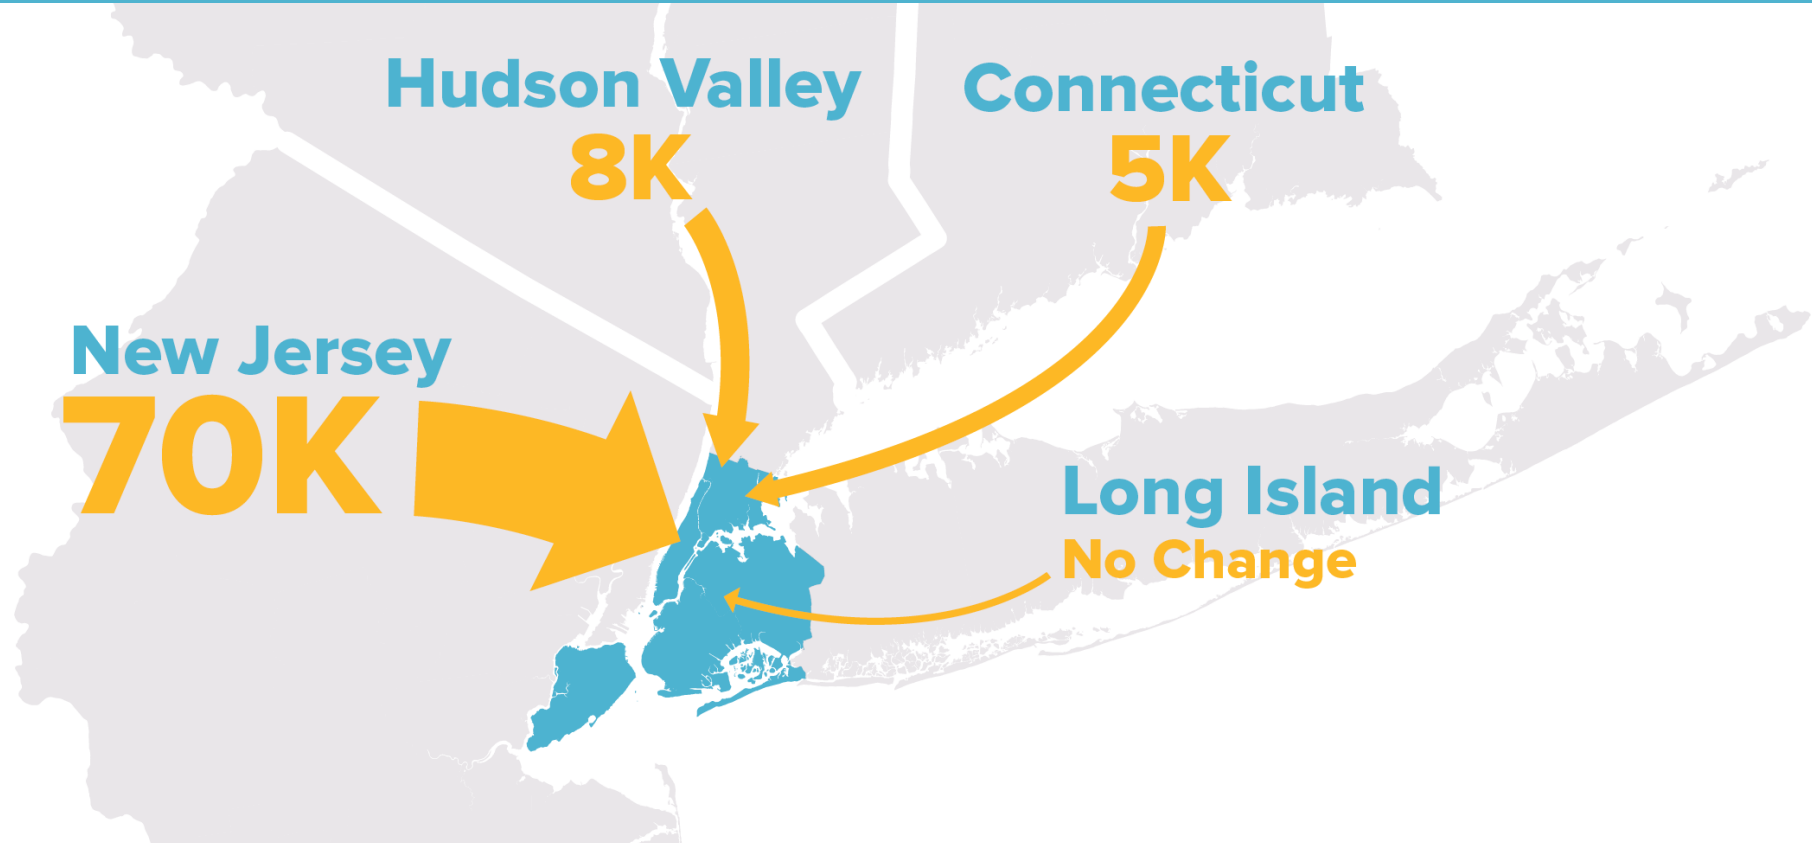 Hudson Valley
8K
Connecticut
5K
New Jersey
70K
Long Island
No Change